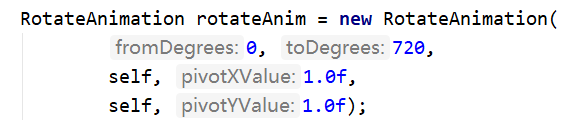 RotateAnimation rotateAnim = new RotateAnimation(
fromDegrees: 0, toDegrees: 720,
self, pivotXValue: 1.0f,
self, pivotYValue: 1.0f);